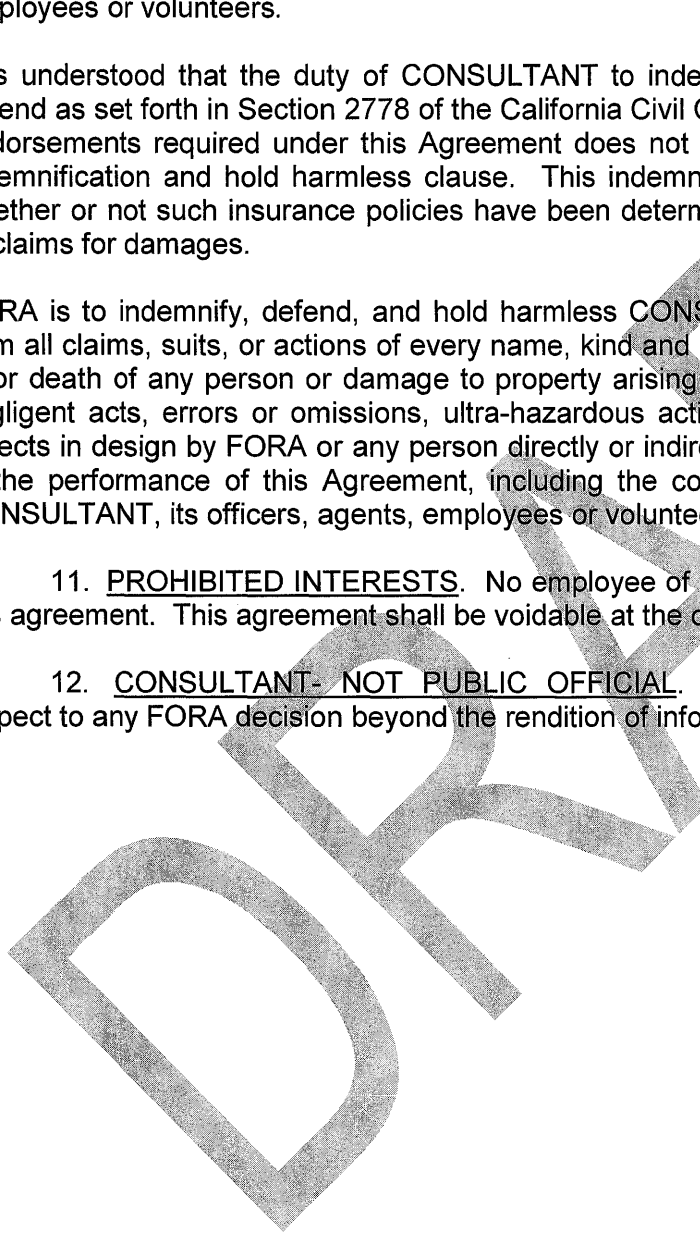 ployees or volunteers.
s understood that the duty of CONSULTANT to inde
end as set forth in Section 2778 of the California Civil
dorsements required under this Agreement does not
emnification and hold harmless clause. This indemn
ether or not such insurance policies have been determ
claims for damages.
RA is to indemnify, defend, and hold harmless CONS
m all claims, suits, or actions of every name, kind and
or death of any person or damage to property arising
gligent acts, errors or omissions, ultra-hazardous acti
ects in design by FORA or any person directly or indire
the performance of this Agreement, including the co
NSULTANT, its officers, agents, employees or voluntee
11. PROHIBITED INTERESTS. No employee of
agreement. This agreement shall be voidable at the o
12. CONSULTANT- NOT PUBLIC OFFICIAL.
pect to any FORA decision beyond the rendition of info
DRA